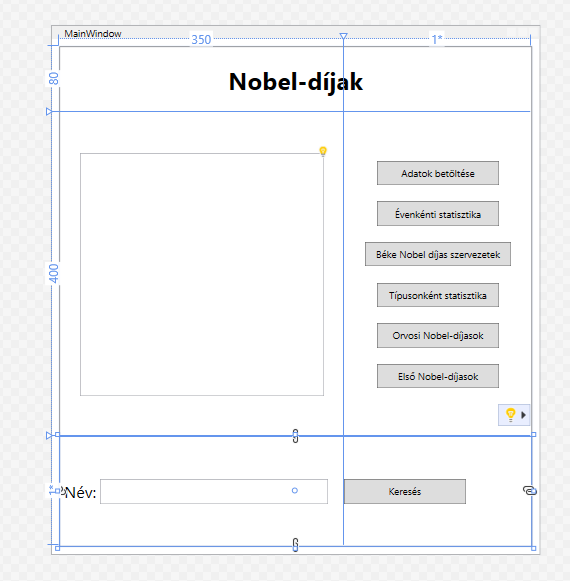 MainWindow
350
1*
80
Nobel-díjak
Adatok betöltése
Évenkénti statisztika
Béke Nobel díjas szervezetek
400
Típusonként statisztika
Orvosi Nobel-díjasok
Első Nobel-díjasok
1*
Név:
Keresés